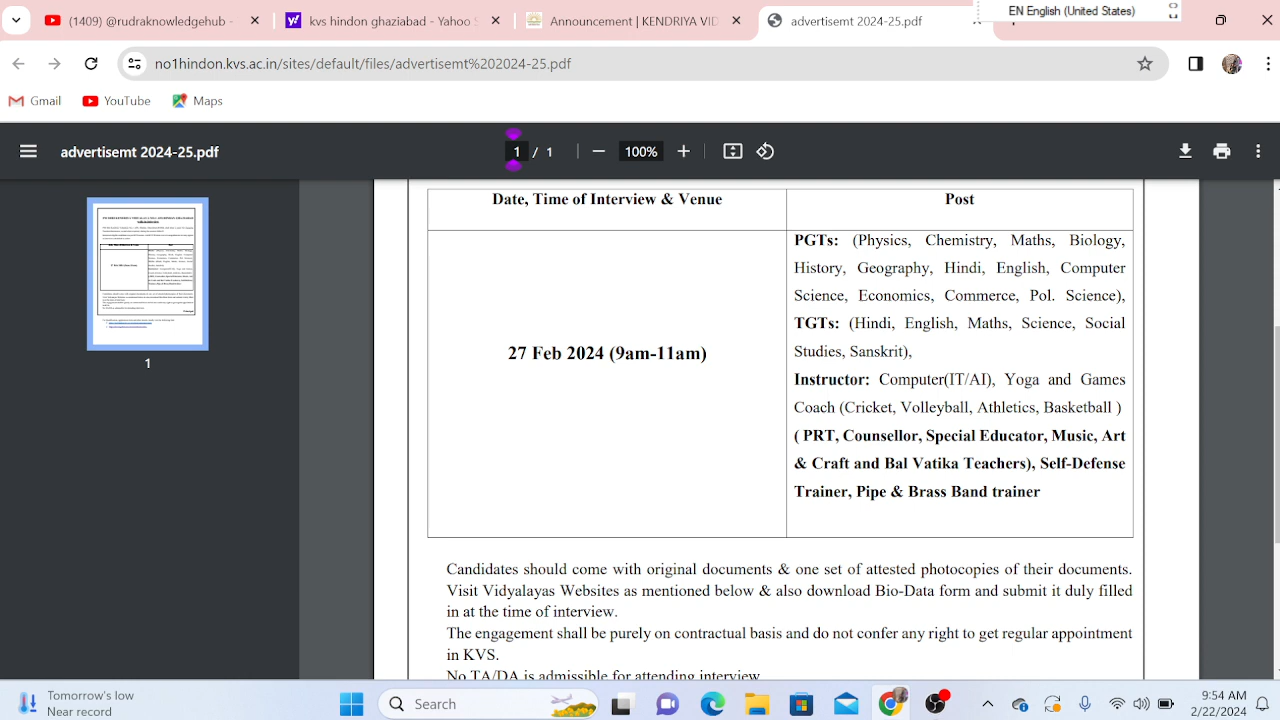 (1409) @rudraknowledgehub -
kvs hindon ghaziabad - Yahoo
Announcement | KENDRIYA V
advertisemt 2024-25.pdf
EN English (United States)
no1hindon.kvs.ac.in/sites/default/files/advertisemt%202024-25.pdf
Gmail YouTube Maps
advertisemt 2024-25.pdf 1 / 1 100%
Date, Time of Interview & Venue Post
27 Feb 2024 (9am-11am)
PGTs: (Physics, Chemistry, Maths, Biology,
History, Geography, Hindi, English, Computer
Science, Economics, Commerce, Pol. Science),
TGTs: (Hindi, English, Maths, Science, Social
Studies, Sanskrit),
Instructor: Computer(IT/AI), Yoga and Games
Coach (Cricket, Volleyball, Athletics, Basketball )
( PRT, Counsellor, Special Educator, Music, Art
& Craft and Bal Vatika Teachers), Self-Defense
Trainer, Pipe & Brass Band trainer
1
Candidates should come with original documents & one set of attested photocopies of their documents.
Visit Vidyalayas Websites as mentioned below & also download Bio-Data form and submit it duly filled
in at the time of interview.
The engagement shall be purely on contractual basis and do not confer any right to get regular appointment
in KVS.
No TA/DA is admissible for attending interview
Tomorrow's low
Near record
Search
9:54 AM
2/22/2024